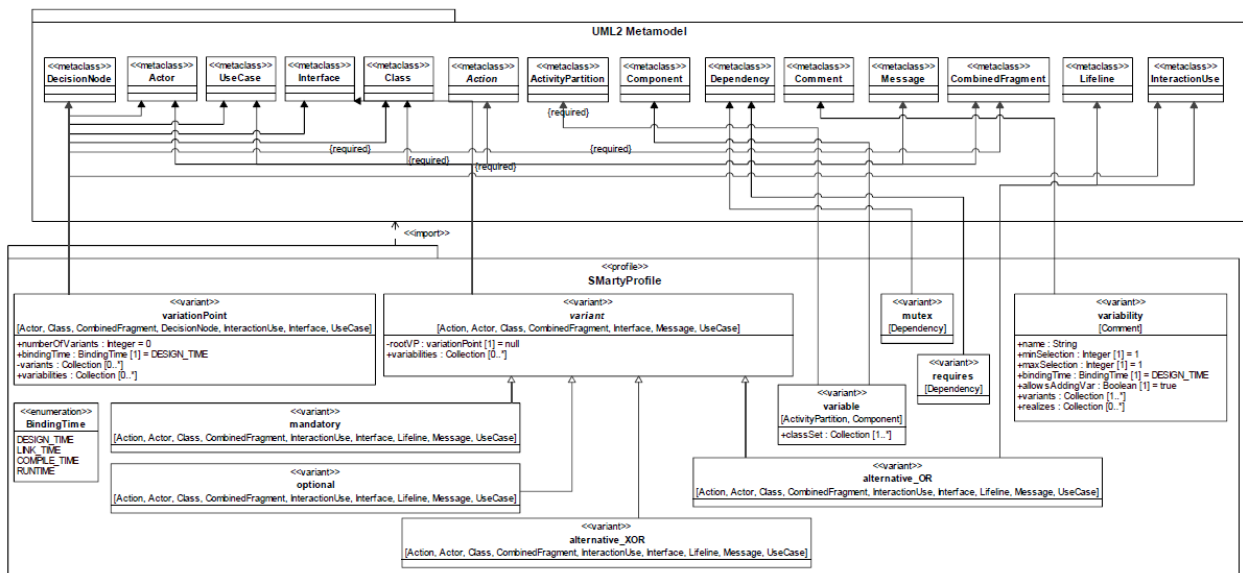 UML2 Metamodel
<<metaclass>>
DecisionNode
<<metaclass>>
Actor
<<metaclass>>
UseCase
<<metaclass>>
Interface
<<metaclass>>
Class
<<metaclass>>
Action
<<metaclass>>
ActivityPartition
<<metaclass>>
Component
<<metaclass>>
Dependency
<<metaclass>>
Comment
<<metaclass>>
Message
<<metaclass>>
CombinedFragment
<<metaclass>>
Lifeline
<<metaclass>>
InteractionUse
{required}
{required}
{required}
{required}
<<import>>
<<profile>>
SMartyProfile
<<variant>>
variationPoint
[Actor, Class, CombinedFragment, DecisionNode, InteractionUse, Interface, UseCase]
+numberOfVariants : Integer = 0
+bindingTime : BindingTime [1] = DESIGN_TIME
-variants : Collection [0..*]
+variabilities : Collection [0..*]
<<variant>>
variant
[Action, Actor, Class, CombinedFragment, Interface, Message, UseCase]
-rootVP : variationPoint [1] = null
+variabilities : Collection [0..*]
<<variant>>
mutex
[Dependency]
<<variant>>
requires
[Dependency]
<<variant>>
variability
[Comment]
+name : String
+minSelection : Integer [1] = 1
+maxSelection : Integer [1] = 1
+bindingTime : BindingTime [1] = DESIGN_TIME
+allowsAddingVar : Boolean [1] = true
+variants : Collection [1..*]
+realizes : Collection [0..*]
<<variant>>
variable
[ActivityPartition, Component]
+classSet : Collection [1..*]
<<enumeration>>
BindingTime
DESIGN_TIME
LINK_TIME
COMPILE_TIME
RUNTIME
<<variant>>
mandatory
[Action, Actor, Class, CombinedFragment, InteractionUse, Interface, Lifeline, Message, UseCase]
<<variant>>
optional
[Action, Actor, Class, CombinedFragment, InteractionUse, Interface, Lifeline, Message, UseCase]
<<variant>>
alternative_OR
[Action, Actor, Class, CombinedFragment, InteractionUse, Interface, Lifeline, Message, UseCase]
<<variant>>
alternative_XOR
[Action, Actor, Class, CombinedFragment, InteractionUse, Interface, Lifeline, Message, UseCase]